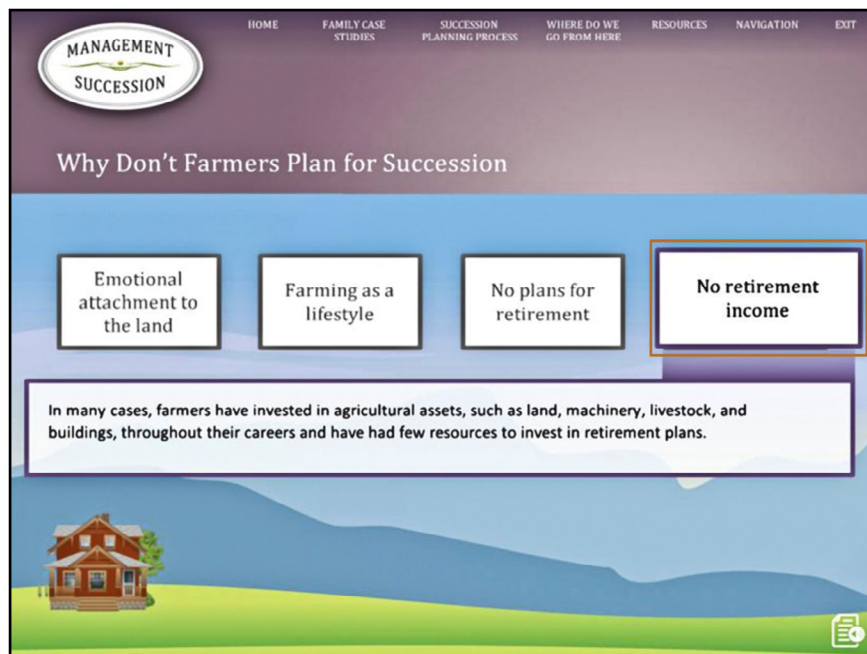 HOME
FAMILY CASE
STUDIES
SUCCESSION
PLANNING PROCESS
WHERE DO WE
GO FROM HERE
RESOURCES
NAVIGATION
EXIT
MANAGEMENT
SUCCESSION
Why Don't Farmers Plan for Succession
Emotional
attachment to
the land
Farming as a
lifestyle
No plans for
retirement
No retirement
income
In many cases, farmers have invested in agricultural assets, such as land, machinery, livestock, and
buildings, throughout their careers and have had few resources to invest in retirement plans.